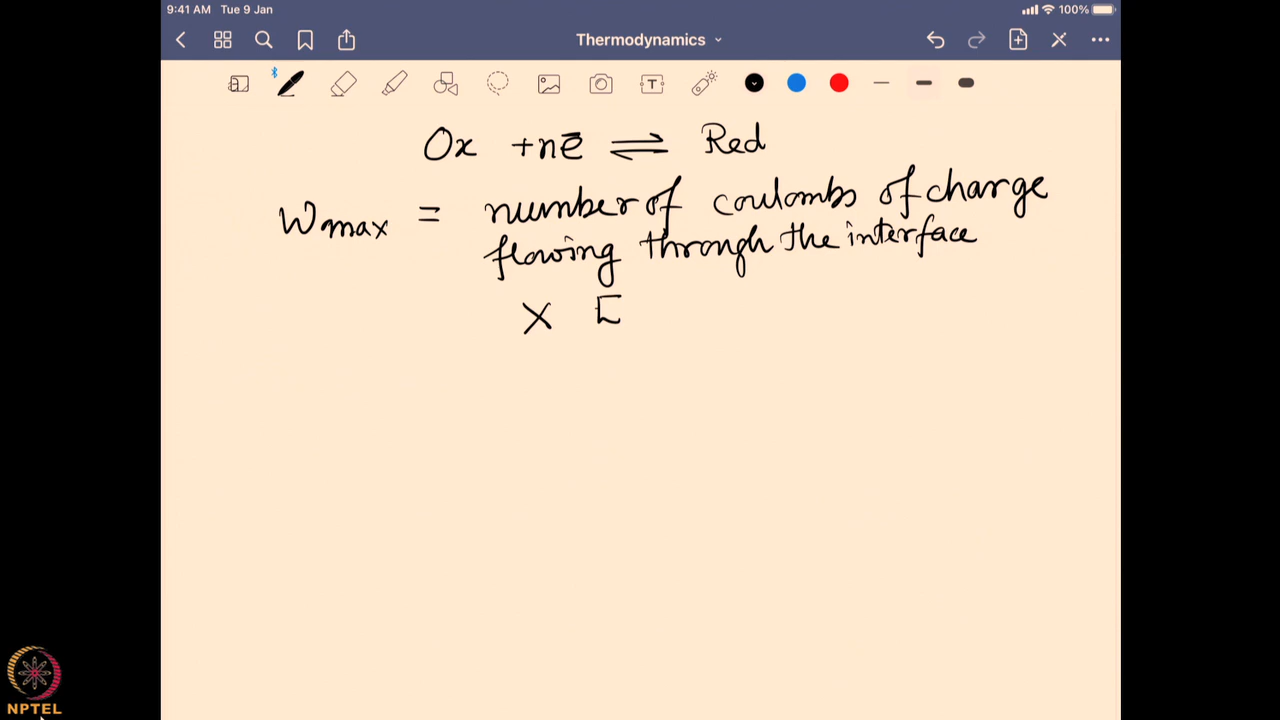 9:41 AM Tue 9 Jan
100%
Thermodynamics
T
Ox + nē ⇌ Red
Wmax = number of coulombs of charge
flowing through the interface
X E
NPTEL